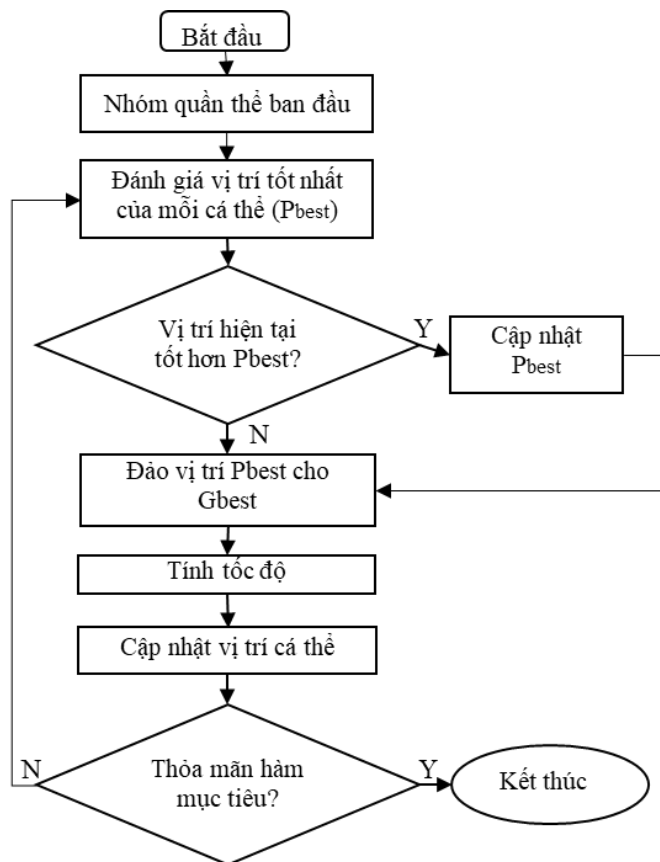 Bắt đầu
Nhóm quần thể ban đầu
Đánh giá vị trí tốt nhất
của mỗi cá thể (Pbest)
Vị trí hiện tại
tốt hơn Pbest?
Y
Cập nhật
Pbest
N
Đảo vị trí Pbest cho
Gbest
Tính tốc độ
Cập nhật vị trí cá thể
N
Thỏa mãn hàm
mục tiêu?
Y
Kết thúc